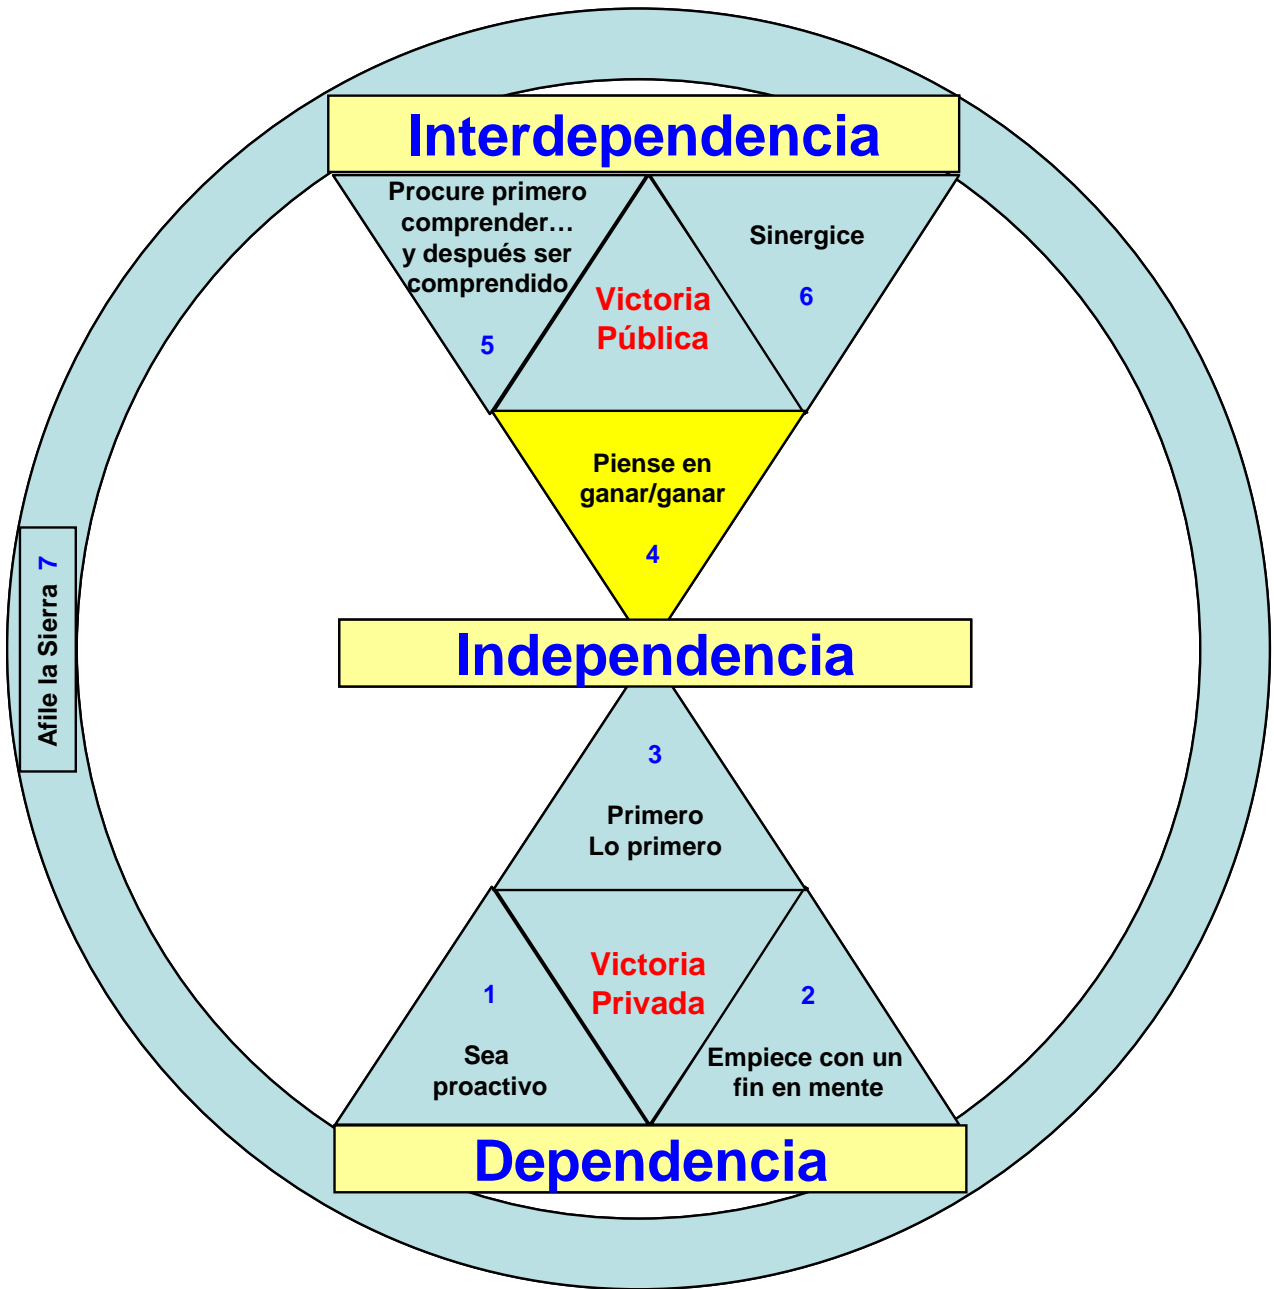 Interdependencia
Procure primero
comprender…
y después ser
comprendido
5
Victoria
Pública
Sinergice
6
Piense en
ganar/ganar
4
Afile la Sierra 7
Independencia
3
Primero
Lo primero
1
Sea
proactivo
Victoria
Privada
2
Empiece con un
fin en mente
Dependencia